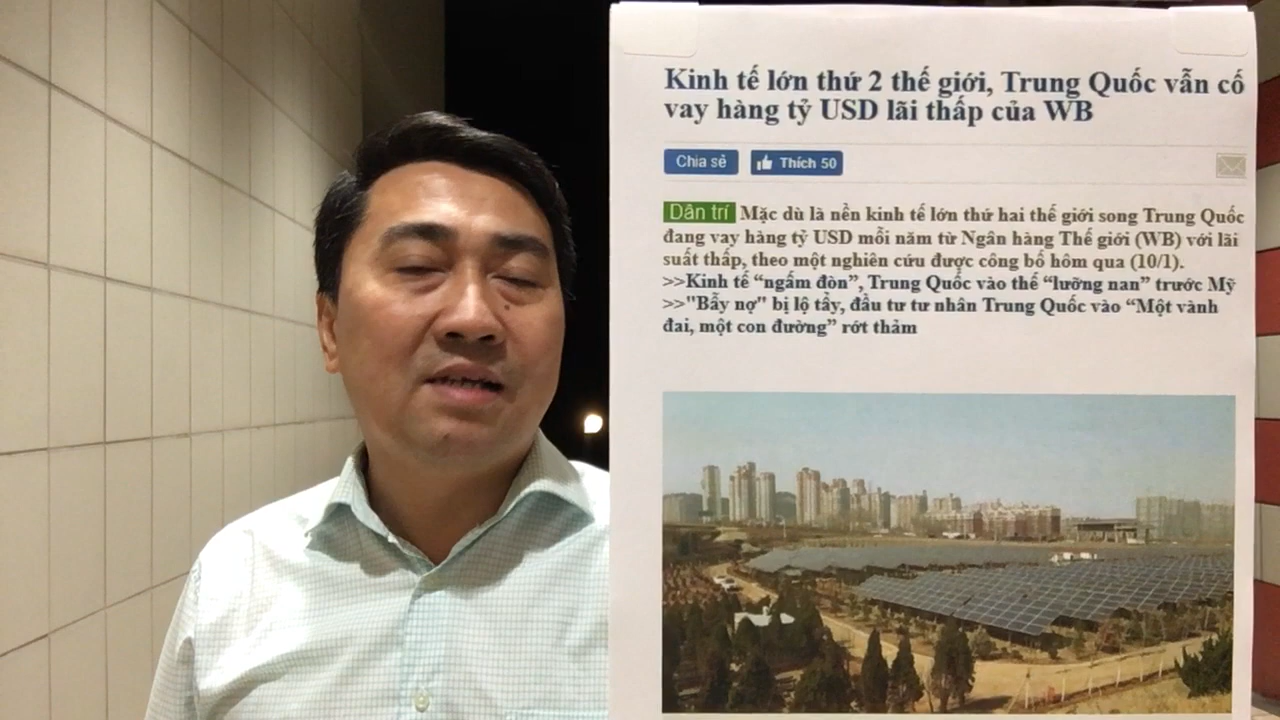 Kinh tế lớn thứ 2 thế giới, Trung Quốc vẫn cố
vay hàng tỷ USD lãi thấp của WB
Chia sẻ
Thích 50
Dân trí Mặc dù là nền kinh tế lớn thứ hai thế giới song Trung Quốc
đang vay hàng tỷ USD mỗi năm từ Ngân hàng Thế giới (WB) với lãi
suất thấp, theo một nghiên cứu được công bố hôm qua (10/1).
>>Kinh tế “ngấm đòn”, Trung Quốc vào thế “lưỡng nan” trước Mỹ
>>"Bẫy nợ" bị lộ tẩy, đầu tư tư nhân Trung Quốc vào “Một vành
đai, một con đường” rớt thảm